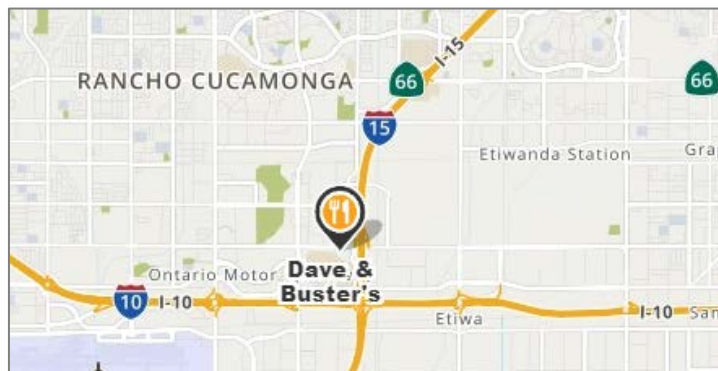 I-15
66
66
RANCHO CUCAMONGA
15
Etiwanda Station
Gra
Ontario Motor
Dave &
Buster's
10
I-10
I-10
Etiwa
San